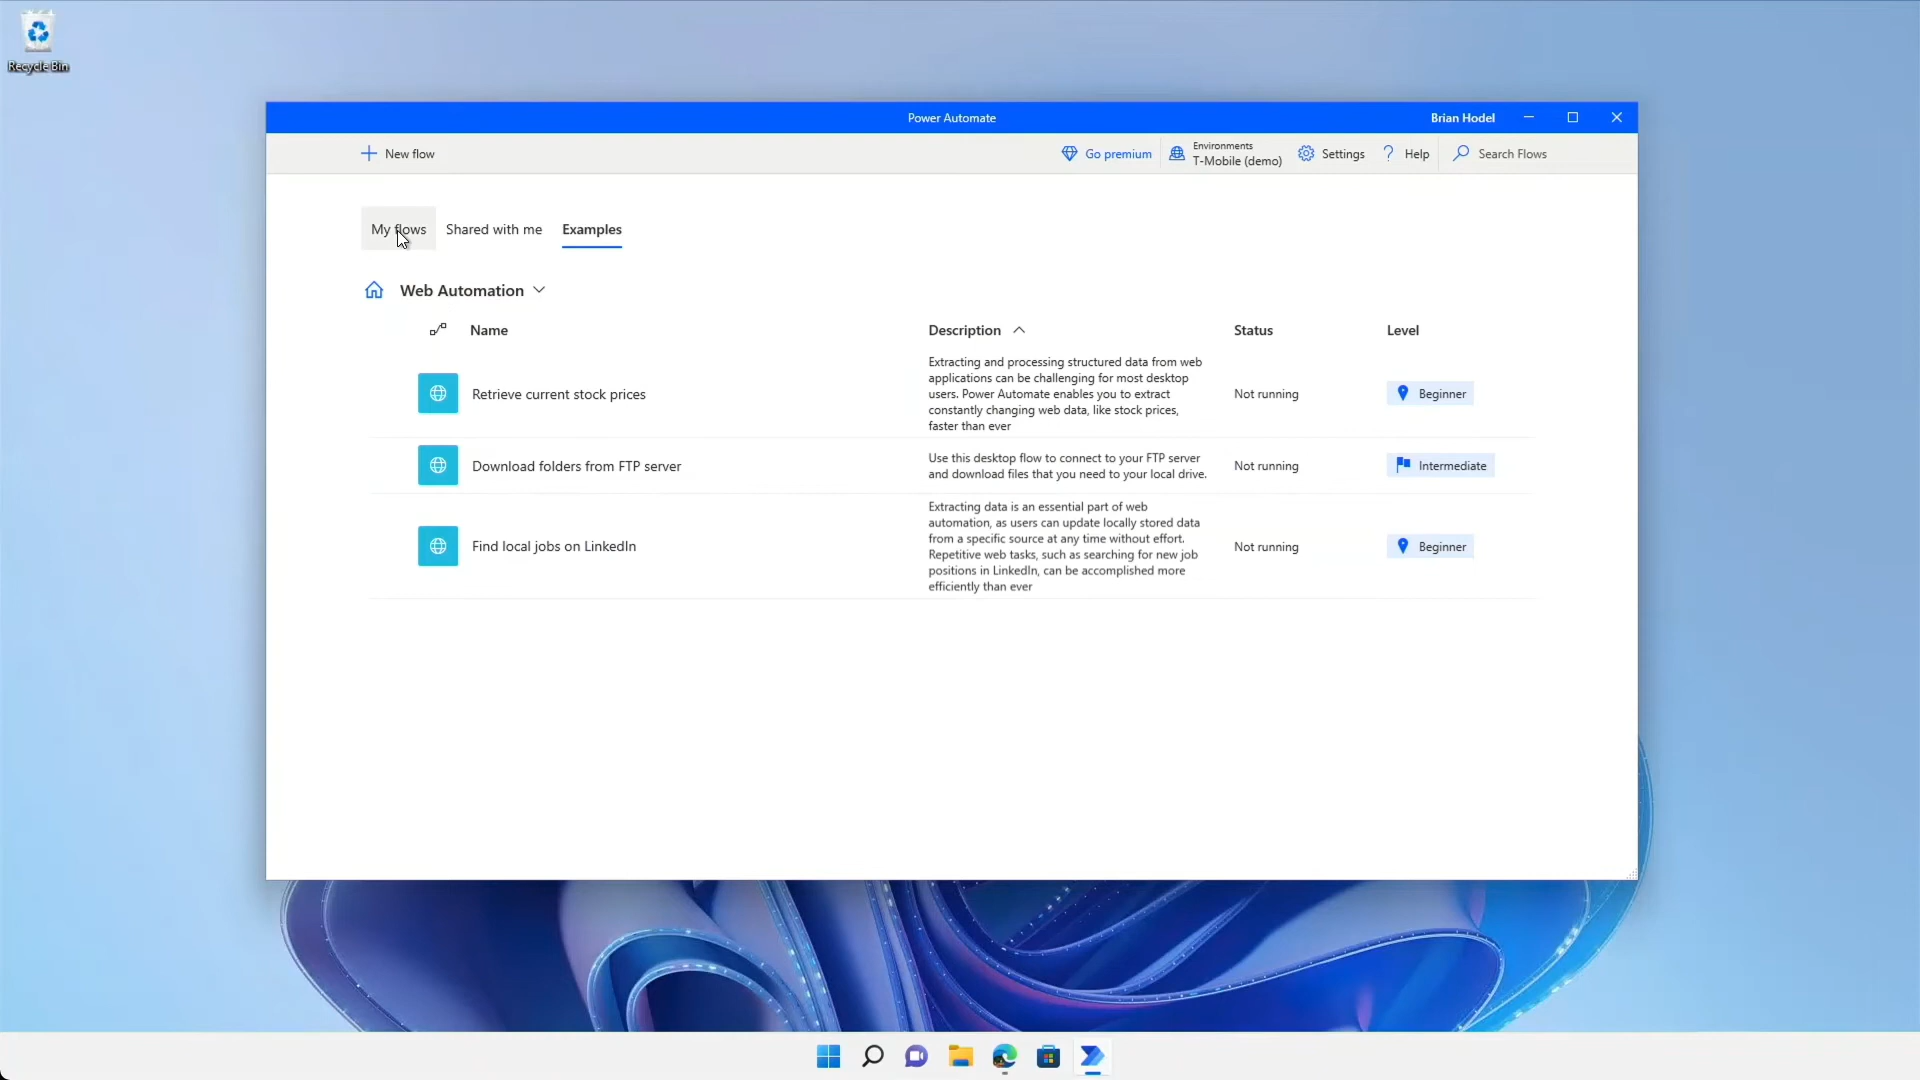 Recycle Bin
Power Automate
Brian Hodel
New flow
Go premium
Environments
T-Mobile (demo)
Settings
Help
Search Flows
My flows
Shared with me
Examples
Web Automation
Name
Description
Status
Level
Retrieve current stock prices
Extracting and processing structured data from web
applications can be challenging for most desktop
users. Power Automate enables you to extract
constantly changing web data, like stock prices,
faster than ever
Not running
Beginner
Download folders from FTP server
Use this desktop flow to connect to your FTP server
and download files that you need to your local drive.
Not running
Intermediate
Find local jobs on LinkedIn
Extracting data is an essential part of web
automation, as users can update locally stored data
from a specific source at any time without effort.
Repetitive web tasks, such as searching for new job
positions in LinkedIn, can be accomplished more
efficiently than ever
Not running
Beginner